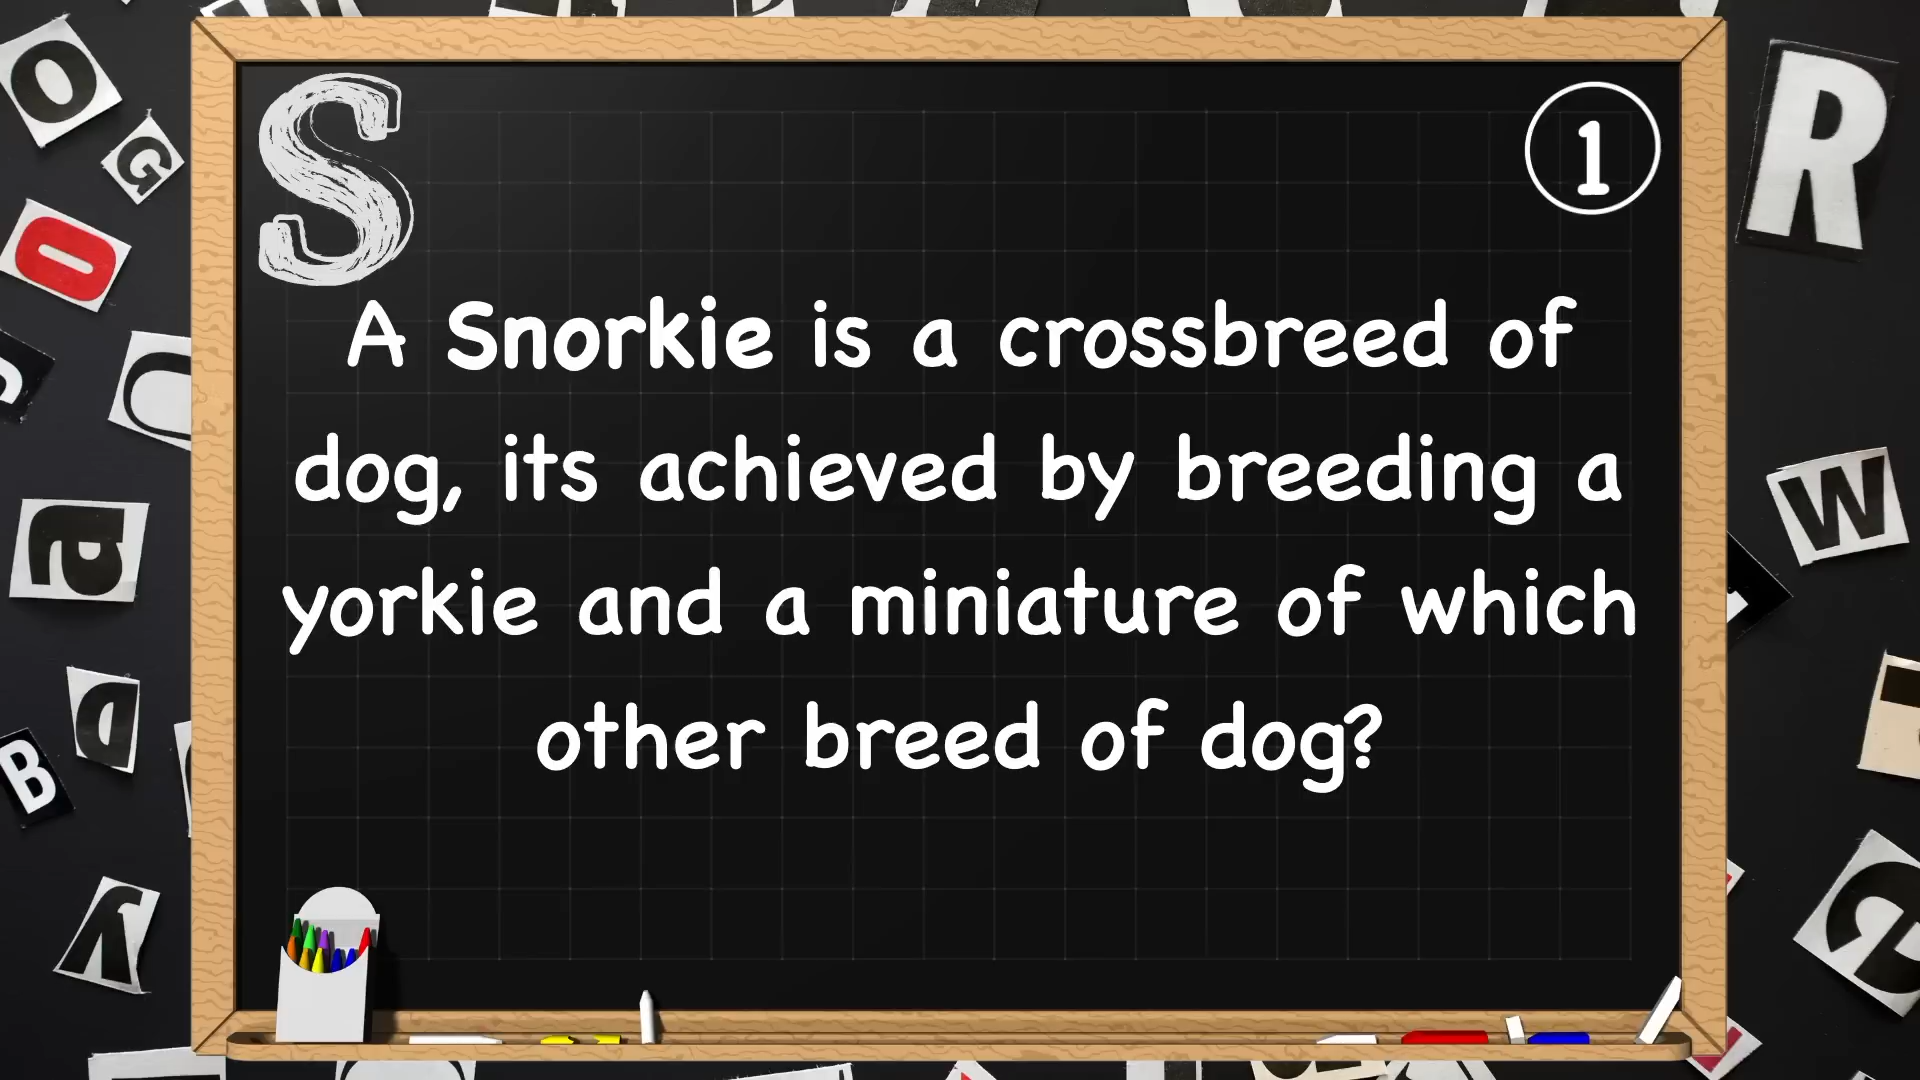 S
1
A Snorkie is a crossbreed of
dog, its achieved by breeding a
yorkie and a miniature of which
other breed of dog?
O
G
O
a
B
R
W